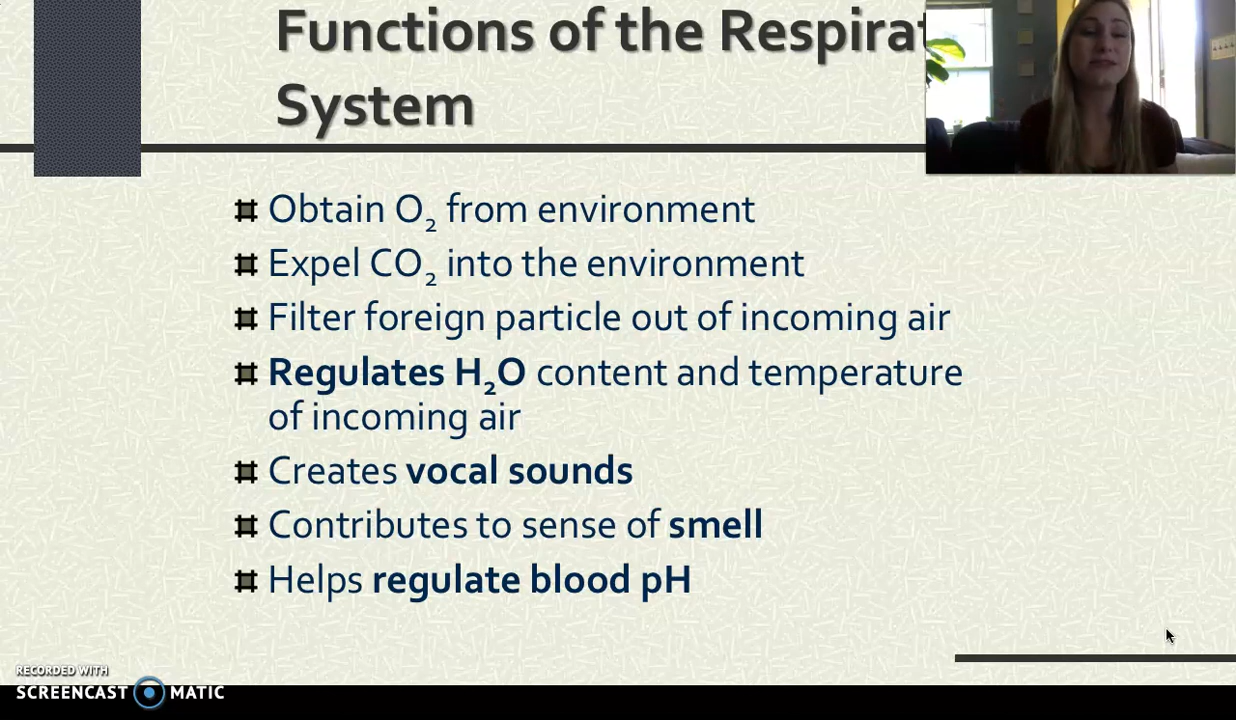 Functions of the Respirat
System
Obtain O₂ from environment
Expel CO₂ into the environment
Filter foreign particle out of incoming air
Regulates H₂O content and temperature
of incoming air
Creates vocal sounds
Contributes to sense of smell
Helps regulate blood pH
RECORDED WITH
SCREENCAST MATIC